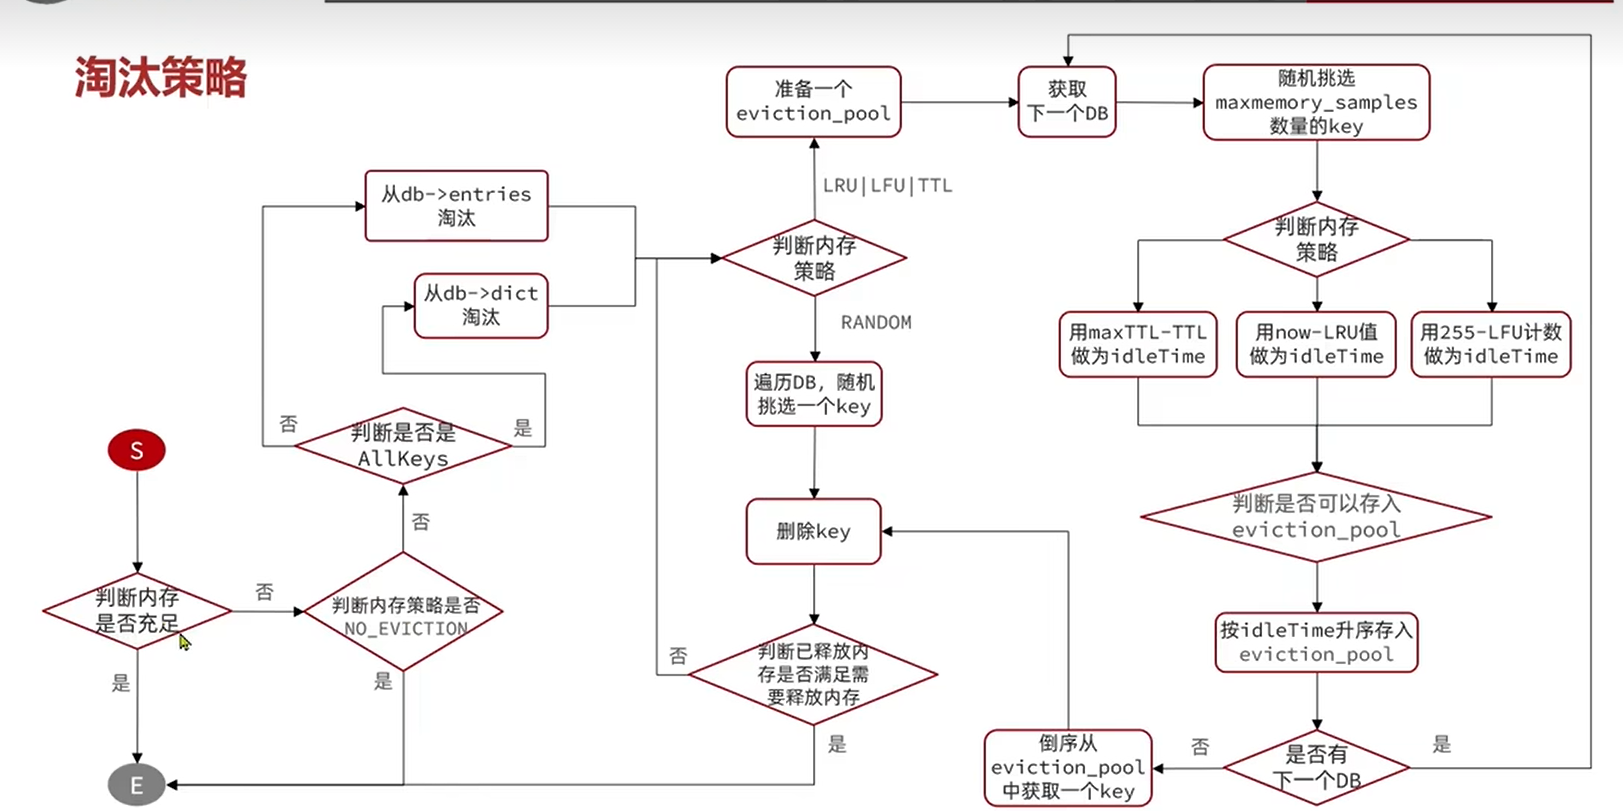 淘汰策略
准备一个
eviction_pool
获取
下一个DB
随机挑选
maxmemory_samples
数量的key
LRU|LFU|TTL
从db->entries
淘汰
从db->dict
淘汰
判断内存
策略
RANDOM
判断内存
策略
用maxTTL-TTL
做为idleTime
用now-LRU值
做为idleTime
用255-LFU计数
做为idleTime
遍历DB，随机
挑选一个key
否
判断是否是
AllKeys
是
S
否
删除key
判断是否可以存入
eviction_pool
判断内存
是否充足
否
判断内存策略是否
NO_EVICTION
是
是
否
判断已释放内
存是否满足需
要释放内存
是
按idleTime升序存入
eviction_pool
倒序从
eviction_pool
中获取一个key
否
是否有
下一个DB
是
E